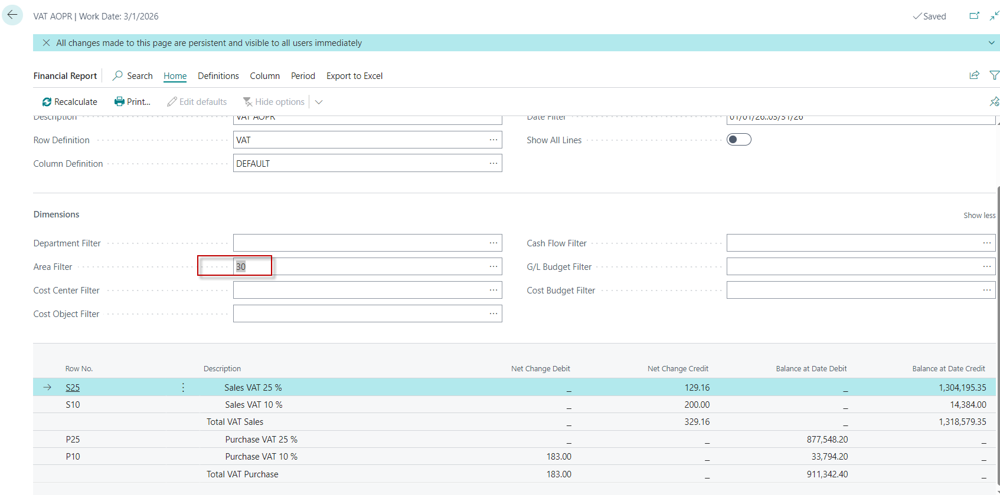 VAT AOPR | Work Date: 3/1/2026
Saved
All changes made to this page are persistent and visible to all users immediately
Financial Report Search Home Definitions Column Period Export to Excel
Recalculate Print... Edit defaults Hide options
Description VAT AOPR Date Filter 01/01/26..03/31/26
Row Definition VAT ... Show All Lines
Column Definition DEFAULT ...
Dimensions Show less
Department Filter ... Cash Flow Filter ...
Area Filter 30 ... G/L Budget Filter ...
Cost Center Filter ... Cost Budget Filter ...
Cost Object Filter ...
Row No. Description Net Change Debit Net Change Credit Balance at Date Debit Balance at Date Credit
S25 Sales VAT 25 % _ 129.16 _ 1,304,195.35
S10 Sales VAT 10 % _ 200.00 _ 14,384.00
Total VAT Sales _ 329.16 _ 1,318,579.35
P25 Purchase VAT 25 % _ _ 877,548.20 _
P10 Purchase VAT 10 % 183.00 _ 33,794.20 _
Total VAT Purchase 183.00 _ 911,342.40 _